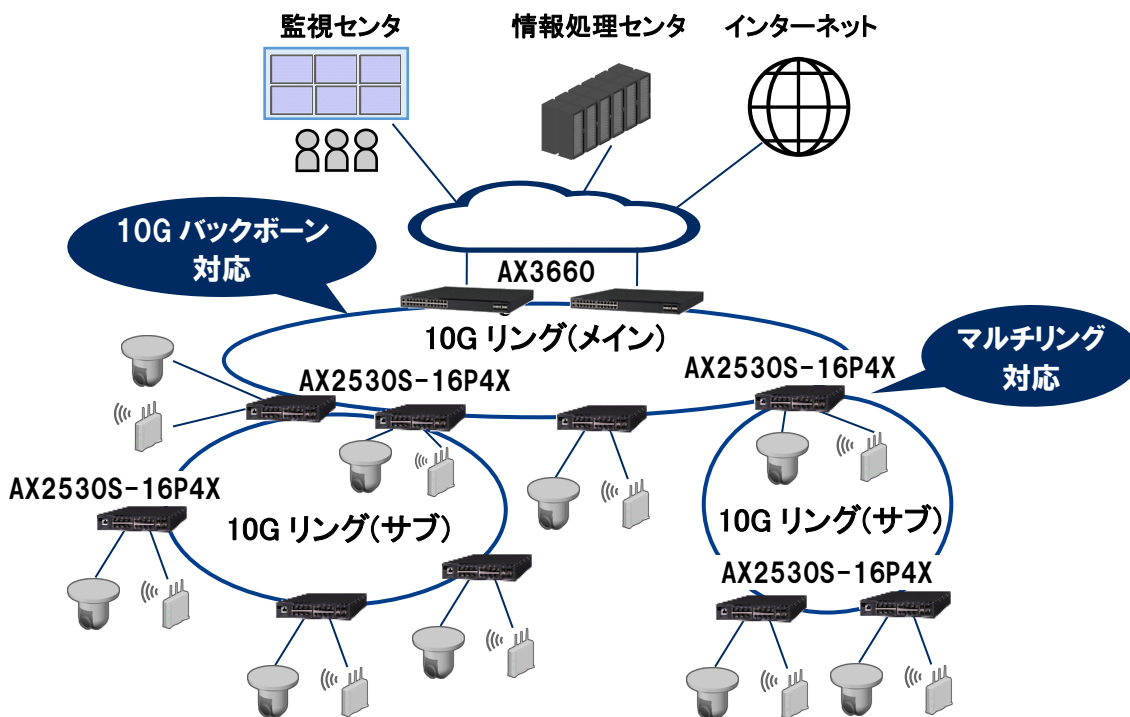 監視センタ
情報処理センタ
インターネット
10G バックボーン
対応
AX3660
10G リング(メイン)
マルチリング
対応
AX2530S-16P4X
AX2530S-16P4X
AX2530S-16P4X
10G リング(サブ)
10G リング(サブ)
AX2530S-16P4X